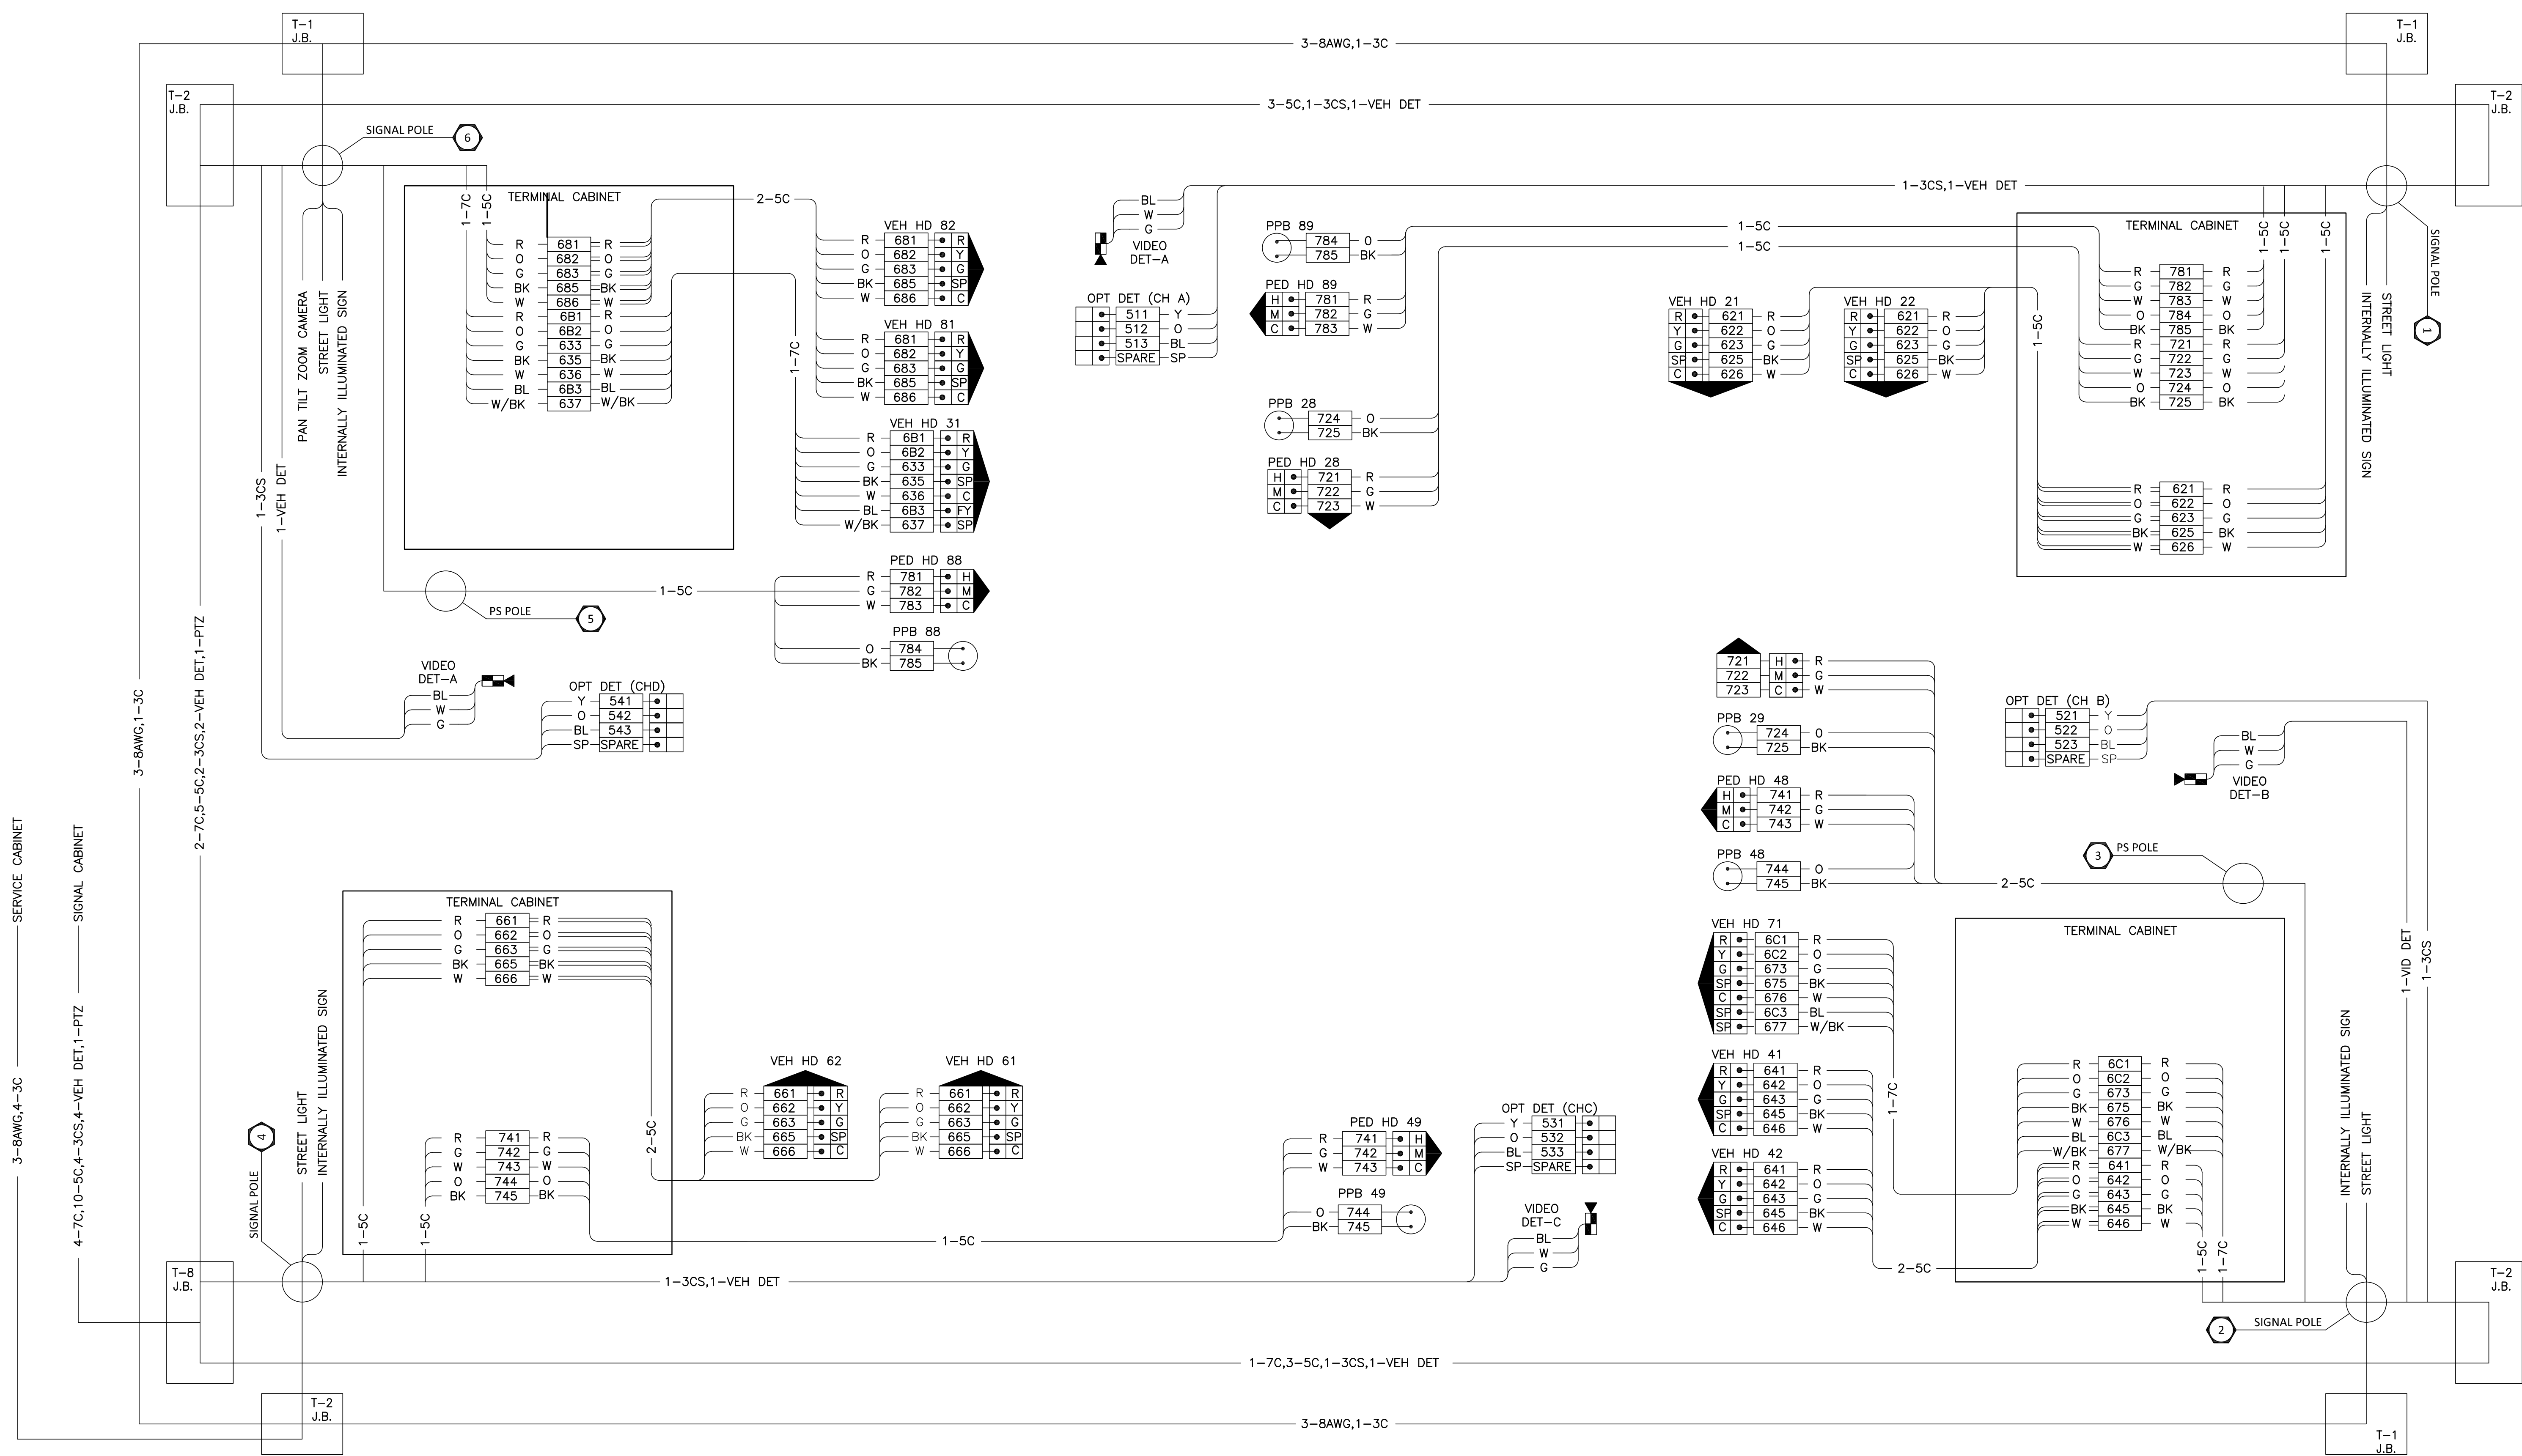 T-1
J.B.
3-8AWG,1-3C
T-1
J.B.
T-2
J.B.
3-5C,1-3CS,1-VEH DET
T-2
J.B.
SIGNAL POLE
6
PAN TILT ZOOM CAMERA
STREET LIGHT
INTERNALLY ILLUMINATED SIGN
1-3CS
1-VEH DET
1-7C
1-5C
TERMINAL CABINET
R 681 R
O 682 O
G 683 G
BK 685 BK
W 686 W
R 6B1 R
O 6B2 O
G 633 G
BK 635 BK
W 636 W
BL 6B3 BL
W/BK 637 W/BK
2-5C
1-7C
VEH HD 82
R 681 R
O 682 Y
G 683 G
BK 685 SP
W 686 C
VEH HD 81
R 681 R
O 682 Y
G 683 G
BK 685 SP
W 686 C
VEH HD 31
R 6B1 R
O 6B2 Y
G 633 G
BK 635 SP
W 636 C
BL 6B3 FY
W/BK 637 SP
PED HD 88
R 781 H
G 782 M
W 783 C
PPB 88
O 784
BK 785
1-5C
PS POLE
5
VIDEO
DET-A
BL
W
G
OPT DET (CHD)
Y 541
O 542
BL 543
SP SPARE
BL
W
G
VIDEO
DET-A
OPT DET (CH A)
511 Y
512 O
513 BL
SPARE SP
1-3CS,1-VEH DET
PPB 89
784 O
785 BK
PED HD 89
H 781 R
M 782 G
C 783 W
1-5C
1-5C
PPB 28
724 O
725 BK
PED HD 28
H 721 R
M 722 G
C 723 W
VEH HD 21
R 621 R
Y 622 O
G 623 G
SP 625 BK
C 626 W
VEH HD 22
R 621 R
Y 622 O
G 623 G
SP 625 BK
C 626 W
1-5C
TERMINAL CABINET
1-5C
1-5C
1-5C
R 781 R
G 782 G
W 783 W
O 784 O
BK 785 BK
R 721 R
G 722 G
W 723 W
O 724 O
BK 725 BK
R 621 R
O 622 O
G 623 G
BK 625 BK
W 626 W
INTERNALLY ILLUMINATED SIGN
STREET LIGHT
SIGNAL POLE
1
721 H R
722 M G
723 C W
PPB 29
724 O
725 BK
PED HD 48
H 741 R
M 742 G
C 743 W
PPB 48
744 O
745 BK
OPT DET (CH B)
521 Y
522 O
523 BL
SPARE SP
BL
W
G
VIDEO
DET-B
3
PS POLE
2-5C
VEH HD 71
R 6C1 R
Y 6C2 O
G 673 G
SP 675 BK
C 676 W
SP 6C3 BL
SP 677 W/BK
VEH HD 41
R 641 R
Y 642 O
G 643 G
SP 645 BK
C 646 W
VEH HD 42
R 641 R
Y 642 O
G 643 G
SP 645 BK
C 646 W
1-7C
2-5C
TERMINAL CABINET
R 6C1 R
O 6C2 O
G 673 G
BK 675 BK
W 676 W
BL 6C3 BL
W/BK 677 W/BK
R 641 R
O 642 O
G 643 G
BK 645 BK
W 646 W
1-5C
1-7C
1-VID DET
1-3CS
INTERNALLY ILLUMINATED SIGN
STREET LIGHT
2
SIGNAL POLE
T-2
J.B.
3-8AWG,4-3C
SERVICE CABINET
4-7C,10-5C,4-3CS,4-VEH DET,1-PTZ
SIGNAL CABINET
3-8AWG,1-3C
2-7C,5-5C,2-3CS,2-VEH DET,1-PTZ
TERMINAL CABINET
R 661 R
O 662 O
G 663 G
BK 665 BK
W 666 W
R 741 R
G 742 G
W 743 W
O 744 O
BK 745 BK
1-5C
1-5C
2-5C
4
SIGNAL POLE
STREET LIGHT
INTERNALLY ILLUMINATED SIGN
VEH HD 62
R 661 R
O 662 Y
G 663 G
BK 665 SP
W 666 C
VEH HD 61
R 661 R
O 662 Y
G 663 G
BK 665 SP
W 666 C
PED HD 49
R 741 H
G 742 M
W 743 C
PPB 49
O 744
BK 745
1-5C
OPT DET (CHC)
Y 531
O 532
BL 533
SP SPARE
VIDEO
DET-C
BL
W
G
T-8
J.B.
1-3CS,1-VEH DET
1-7C,3-5C,1-3CS,1-VEH DET
T-2
J.B.
3-8AWG,1-3C
T-1
J.B.